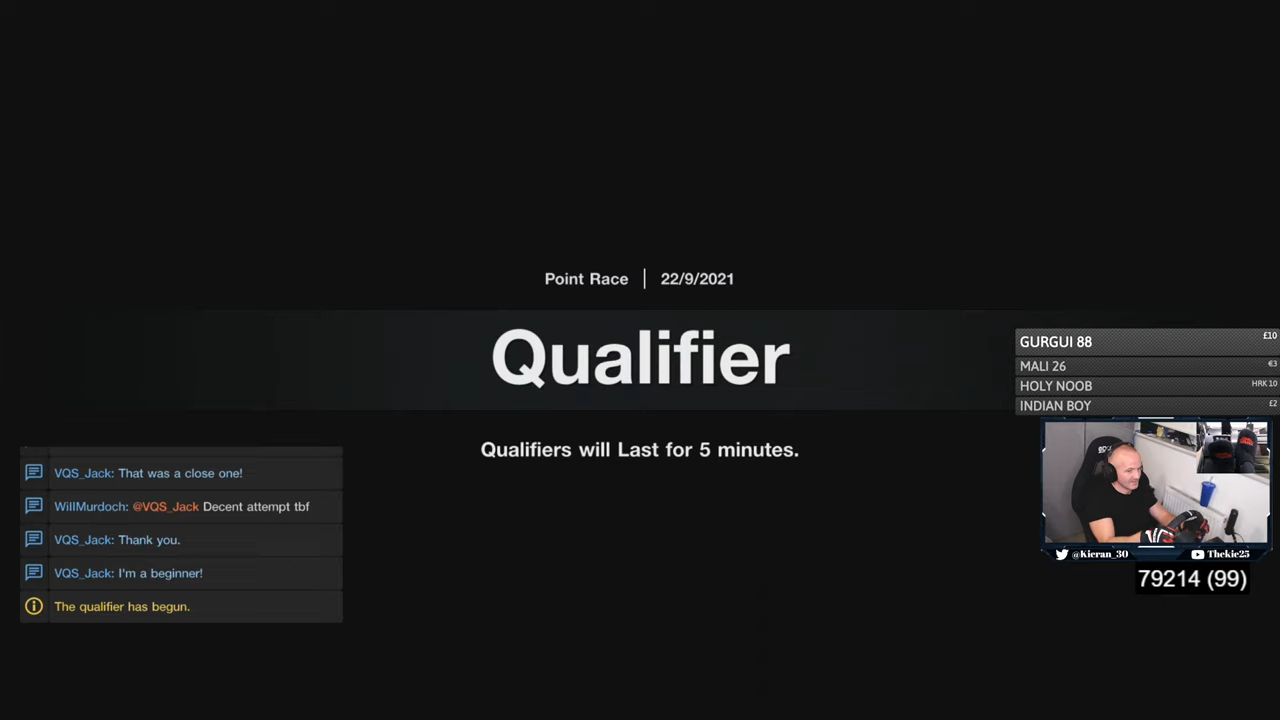 Point Race | 22/9/2021
Qualifier
Qualifiers will Last for 5 minutes.
VQS_Jack: That was a close one!
WillMurdoch: @VQS_Jack Decent attempt tbf
VQS_Jack: Thank you.
VQS_Jack: I'm a beginner!
The qualifier has begun.
GURGUI 88 £10
MALI 26 €3
HOLY NOOB HRK 10
INDIAN BOY £2
@Kieran_30 Thekie25
79214 (99)